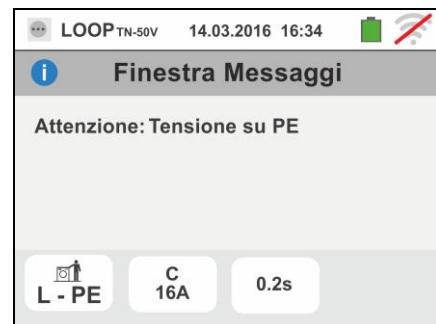 LOOP TN-50V 14.03.2016 16:34
i Finestra Messaggi
Attenzione: Tensione su PE
L - PE
C
16A
0.2s